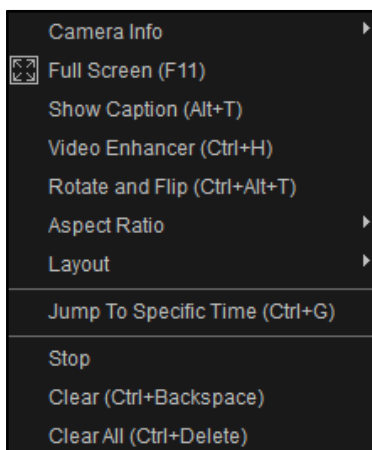 Camera Info
Full Screen (F11)
Show Caption (Alt+T)
Video Enhancer (Ctrl+H)
Rotate and Flip (Ctrl+Alt+T)
Aspect Ratio
Layout
Jump To Specific Time (Ctrl+G)
Stop
Clear (Ctrl+Backspace)
Clear All (Ctrl+Delete)